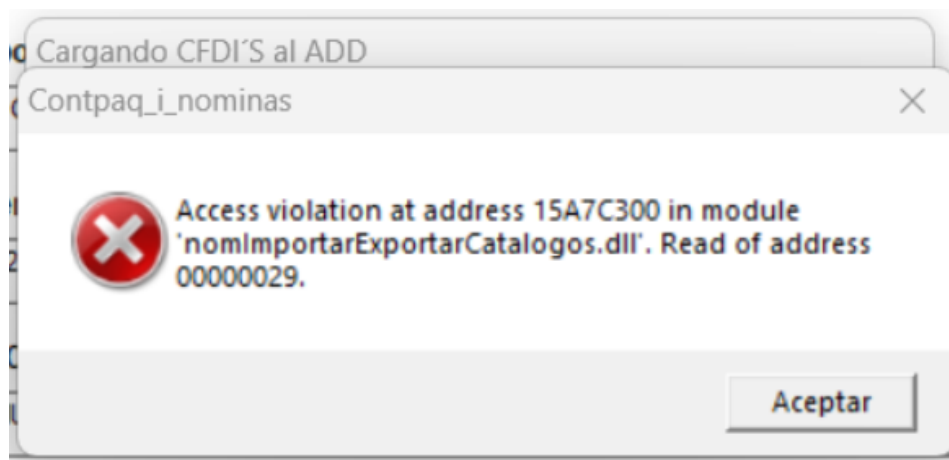 Cargando CFDI´S al ADD
Contpaq_i_nominas
Access violation at address 15A7C300 in module
'nomImportarExportarCatalogos.dll'. Read of address
00000029.
Aceptar